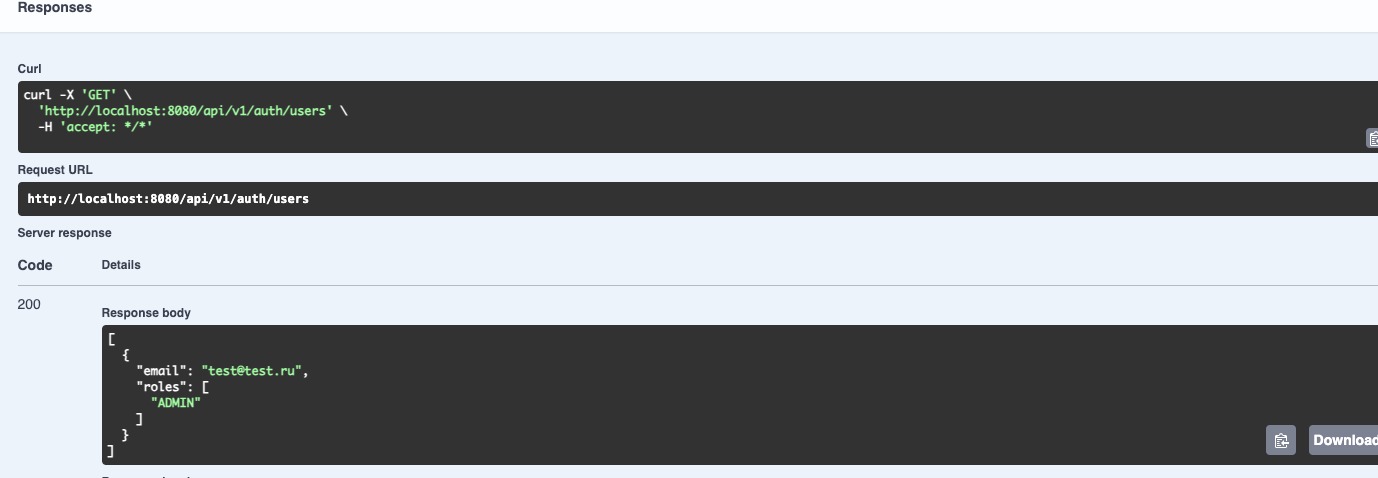 Responses
Curl
curl -X 'GET' \
  'http://localhost:8080/api/v1/auth/users' \
  -H 'accept: */*'
Request URL
http://localhost:8080/api/v1/auth/users
Server response
Code Details
200
Response body
[
  {
    "email": "test@test.ru",
    "roles": [
      "ADMIN"
    ]
  }
]
Download